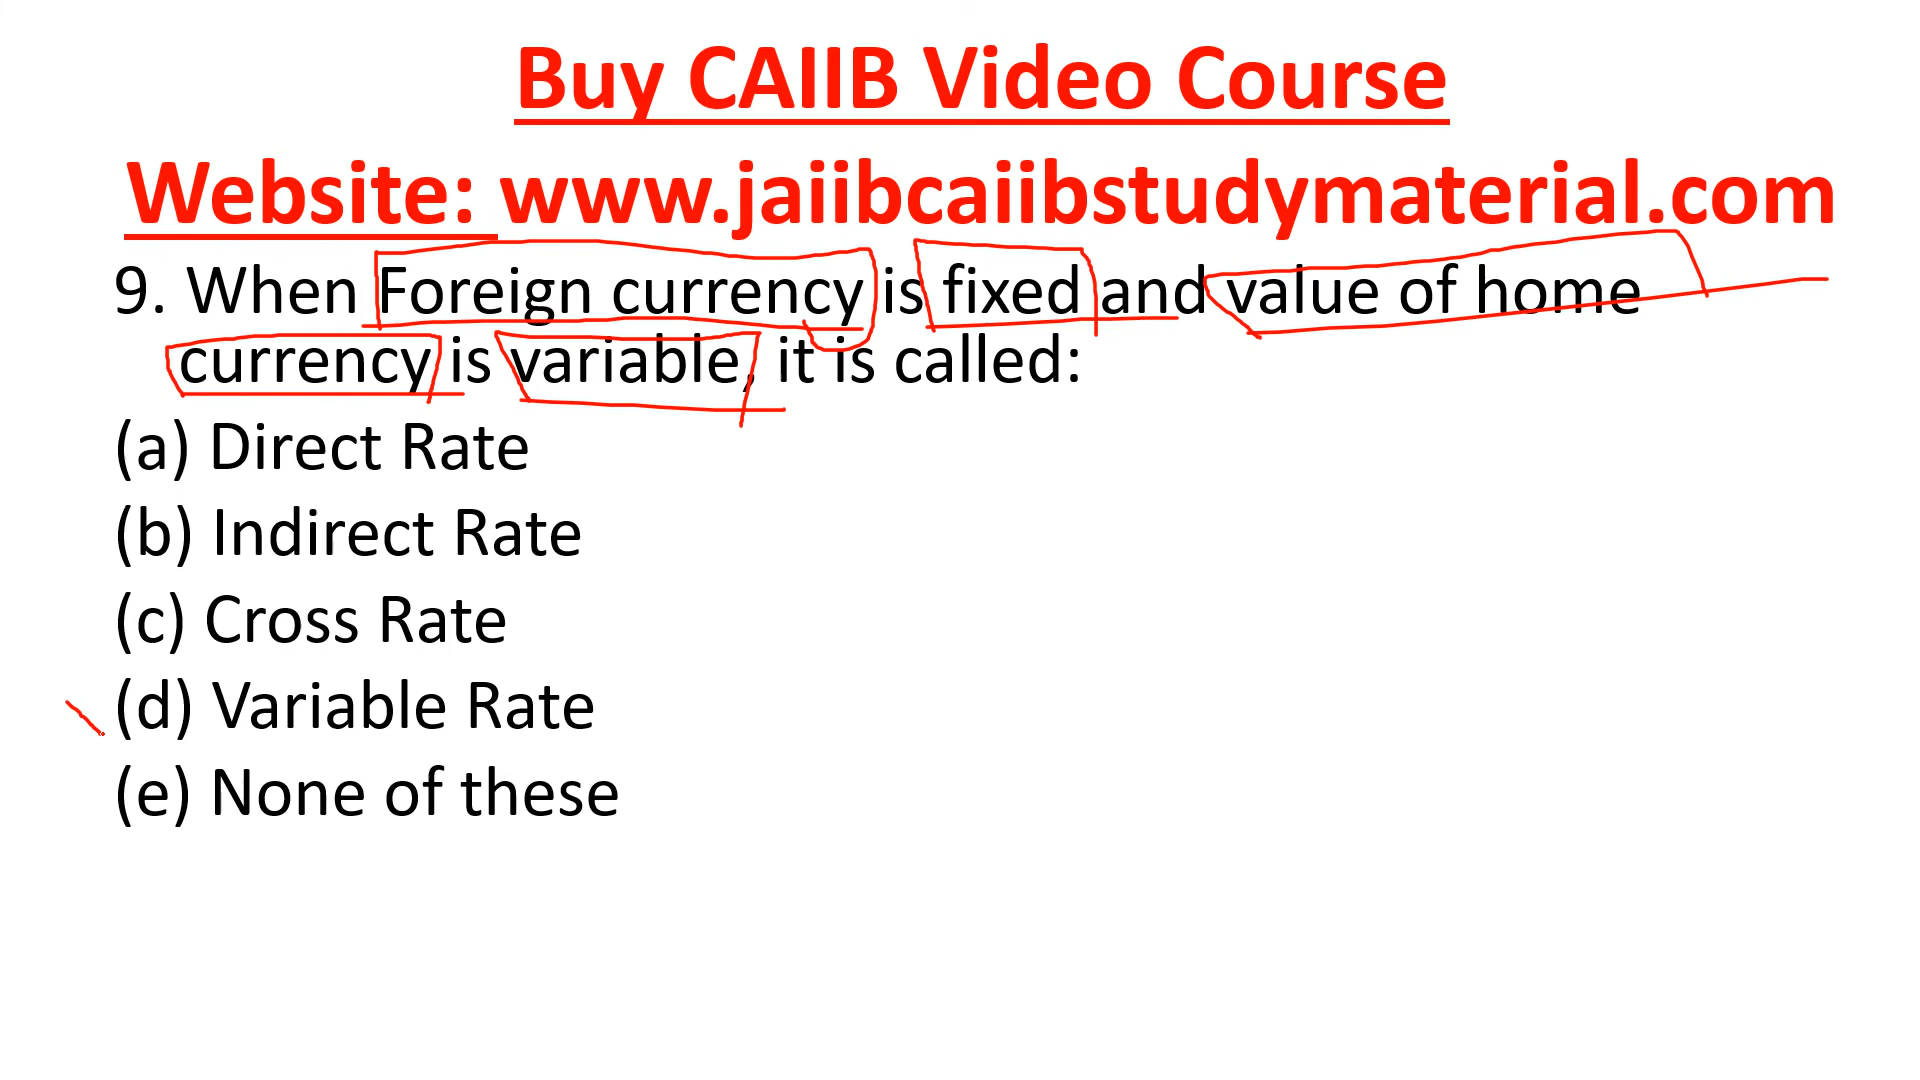 Buy CAIIB Video Course
Website: www.jaiibcaiibstudymaterial.com
9. When Foreign currency is fixed and value of home
currency is variable, it is called:
(a) Direct Rate
(b) Indirect Rate
(c) Cross Rate
(d) Variable Rate
(e) None of these